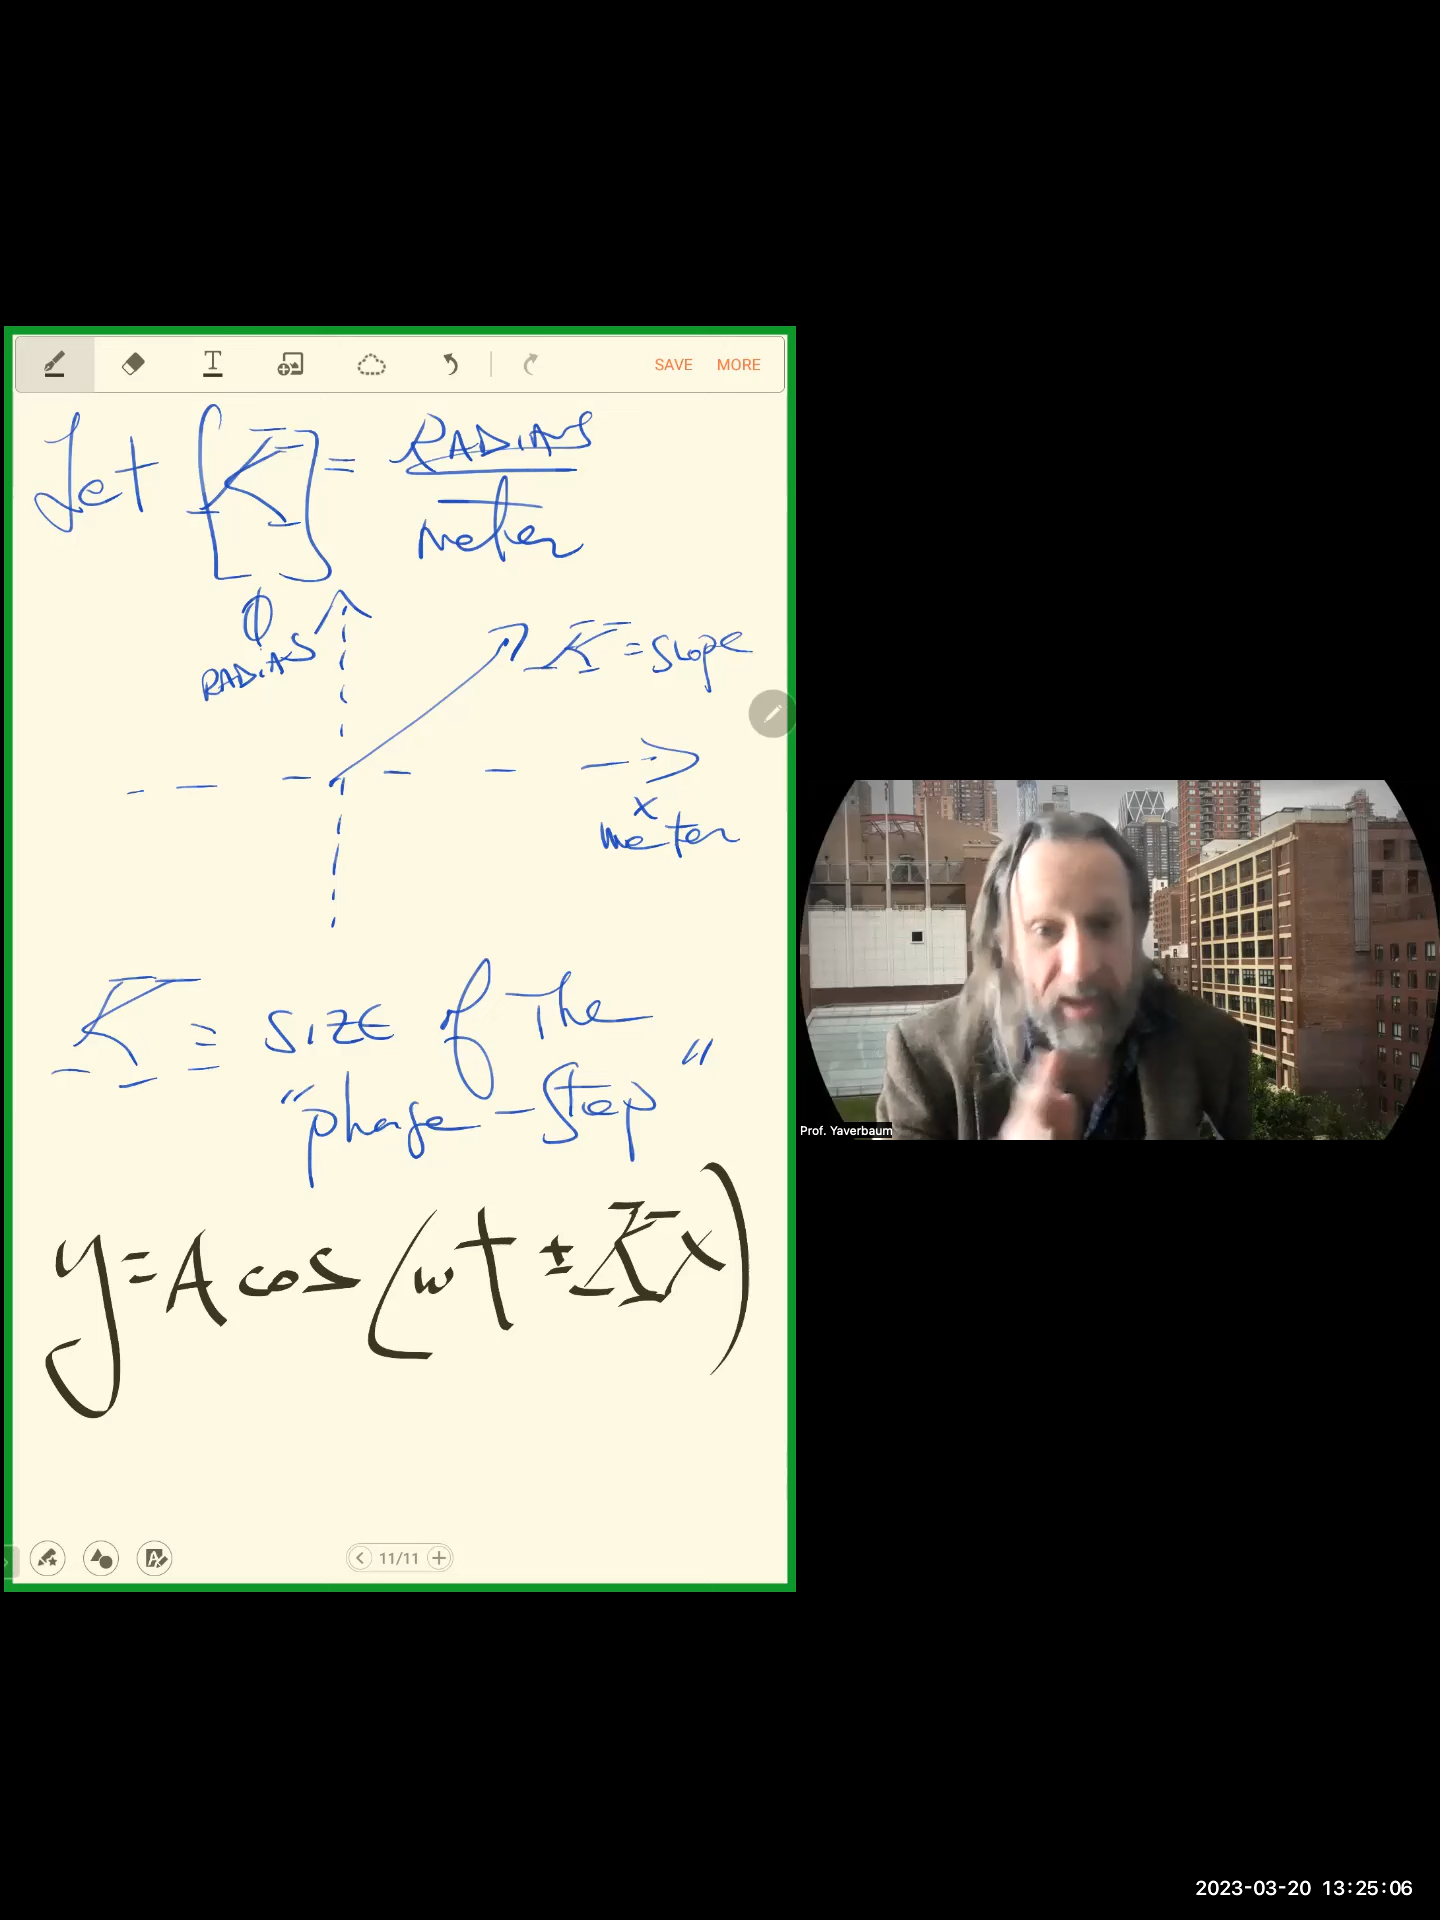 SAVE MORE
Let [K] = RADIANS
meter
ϕ
RADIANS
K = slope
x
meter
K ≡ SIZE of The
"phase-Step"
y = A cos (ωt ± Kx)
11/11
Prof. Yaverbaum
2023-03-20 13:25:06